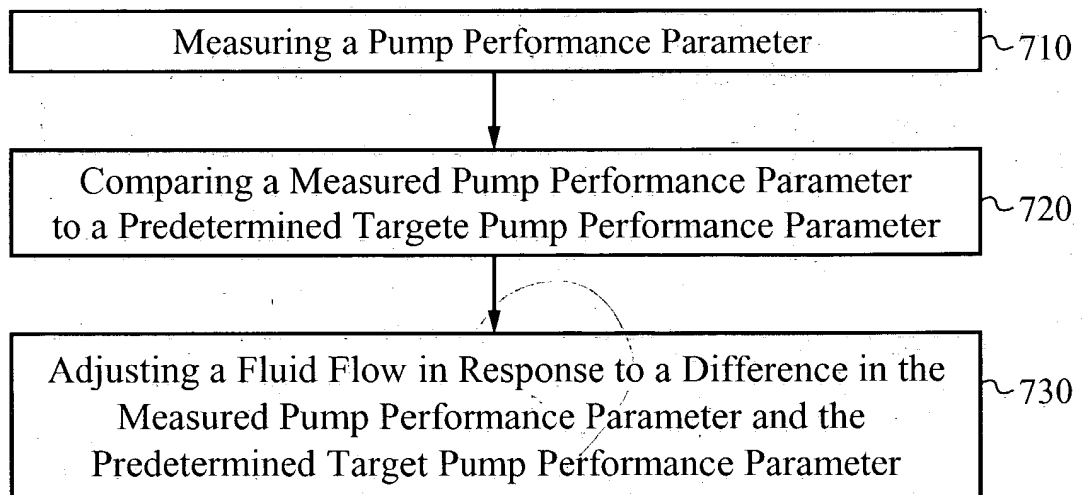 Measuring a Pump Performance Parameter
710
Comparing a Measured Pump Performance Parameter
to a Predetermined Targete Pump Performance Parameter
720
Adjusting a Fluid Flow in Response to a Difference in the
Measured Pump Performance Parameter and the
Predetermined Target Pump Performance Parameter
730